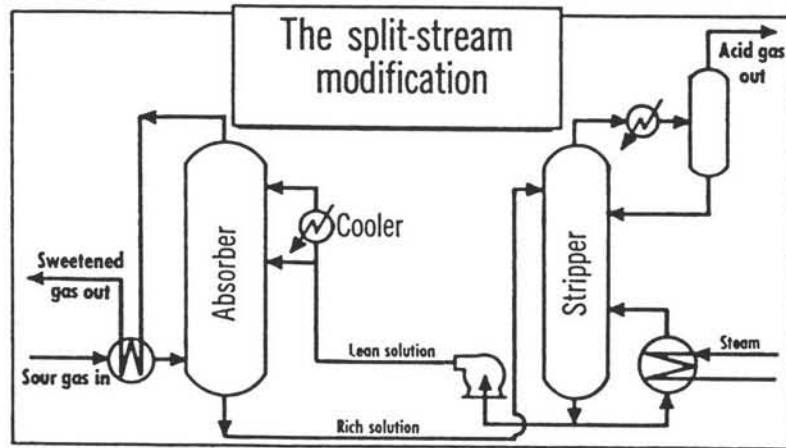 The split-stream
modification
Acid gas
out
Cooler
Absorber
Stripper
Sweetened
gas out
Sour gas in
Lean solution
Rich solution
Steam